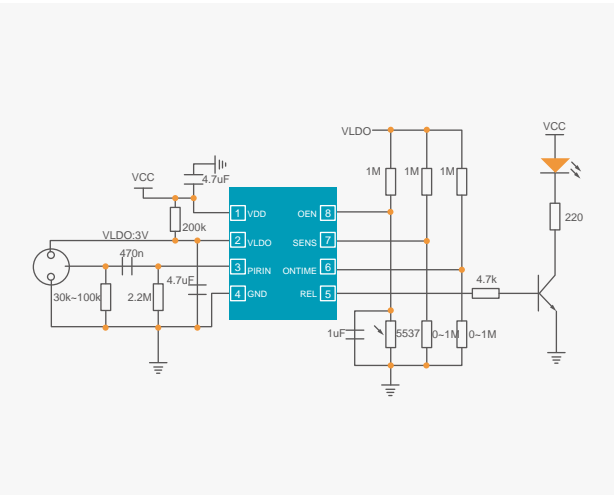 VLDO
VCC
1M
1M
1M
VCC
4.7uF
1 VDD
OEN 8
200k
220
VLDO:3V
2 VLDO
SENS 7
470n
3 PIRIN
ONTIME 6
4.7uF
4.7k
30k~100k
2.2M
4 GND
REL 5
1uF
5537
0~1M
0~1M